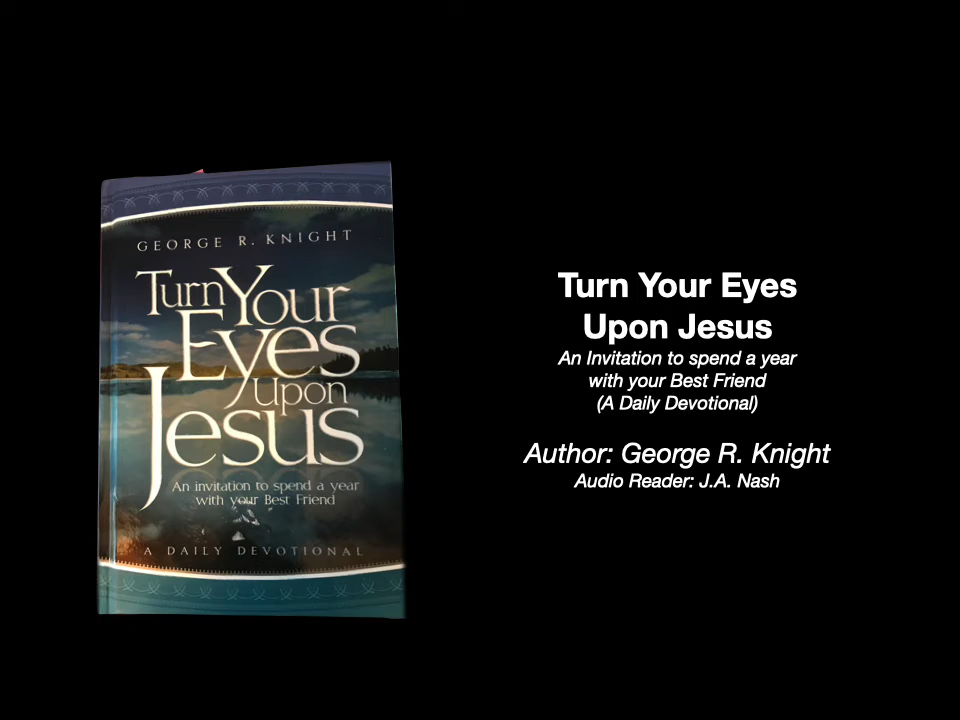 GEORGE R. KNIGHT
Turn Your
Eyes
Upon
Jesus
An invitation to spend a year
with your Best Friend
A DAILY DEVOTIONAL
Turn Your Eyes
Upon Jesus
An Invitation to spend a year
with your Best Friend
(A Daily Devotional)
Author: George R. Knight
Audio Reader: J.A. Nash